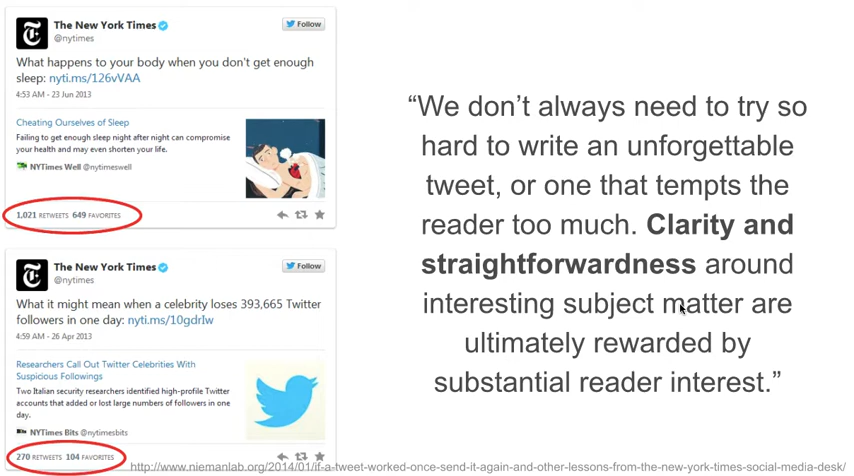 The New York Times
@nytimes
Follow
What happens to your body when you don't get enough
sleep: nyti.ms/126vVAA
4:53 AM - 23 Jun 2013
Cheating Ourselves of Sleep
Failing to get enough sleep night after night can compromise
your health and may even shorten your life.
NYTimes Well @nytimeswell
1,021 RETWEETS 649 FAVORITES
The New York Times
@nytimes
Follow
What it might mean when a celebrity loses 393,665 Twitter
followers in one day: nyti.ms/10gdrIw
4:59 AM - 26 Apr 2013
Researchers Call Out Twitter Celebrities With
Suspicious Followings
Two Italian security researchers identified high-profile Twitter
accounts that added or lost large numbers of followers in one
day.
NYTimes Bits @nytimesbits
270 RETWEETS 104 FAVORITES
“We don’t always need to try so
hard to write an unforgettable
tweet, or one that tempts the
reader too much. Clarity and
straightforwardness around
interesting subject matter are
ultimately rewarded by
substantial reader interest.”
http://www.niemanlab.org/2014/01/if-a-tweet-worked-once-send-it-again-and-other-lessons-from-the-new-york-times-social-media-desk/